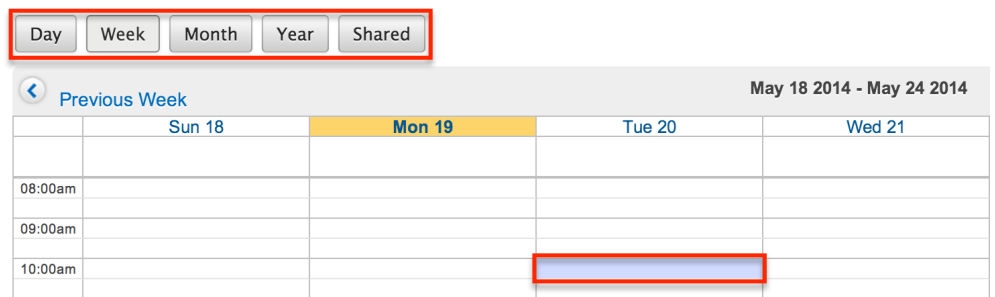 Day Week Month Year Shared
Previous Week May 18 2014 - May 24 2014
Sun 18 Mon 19 Tue 20 Wed 21
08:00am
09:00am
10:00am